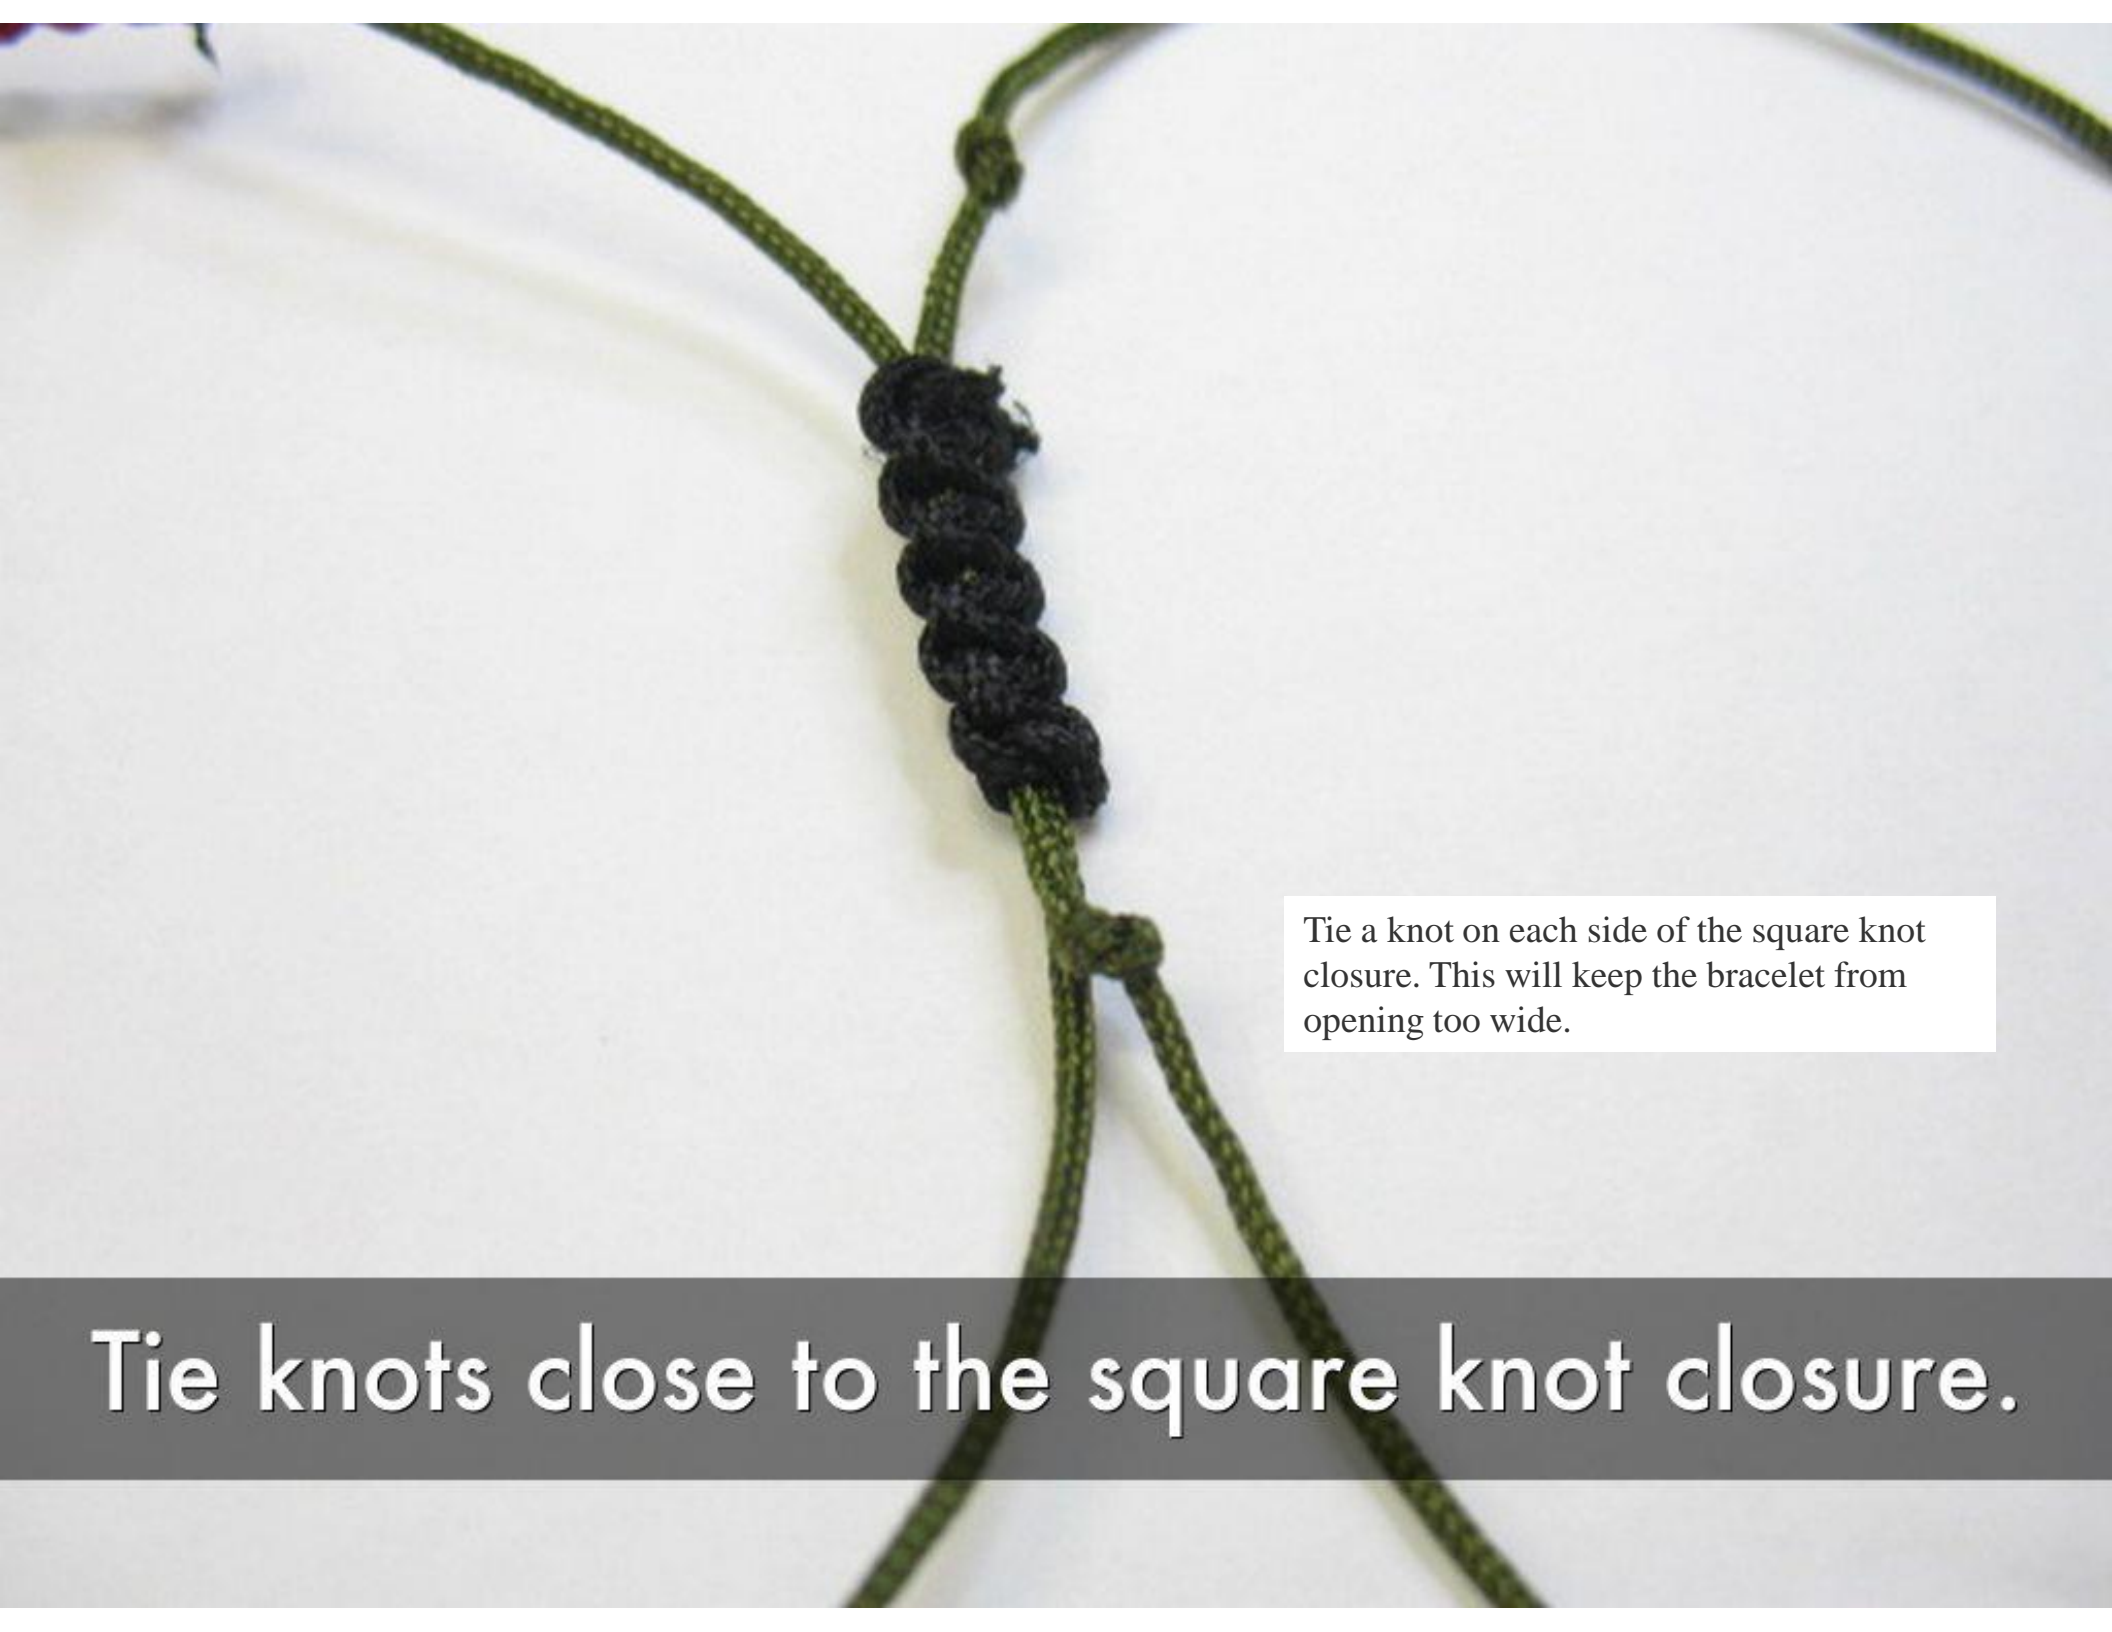 Tie a knot on each side of the square knot
closure. This will keep the bracelet from
opening too wide.
Tie knots close to the square knot closure.